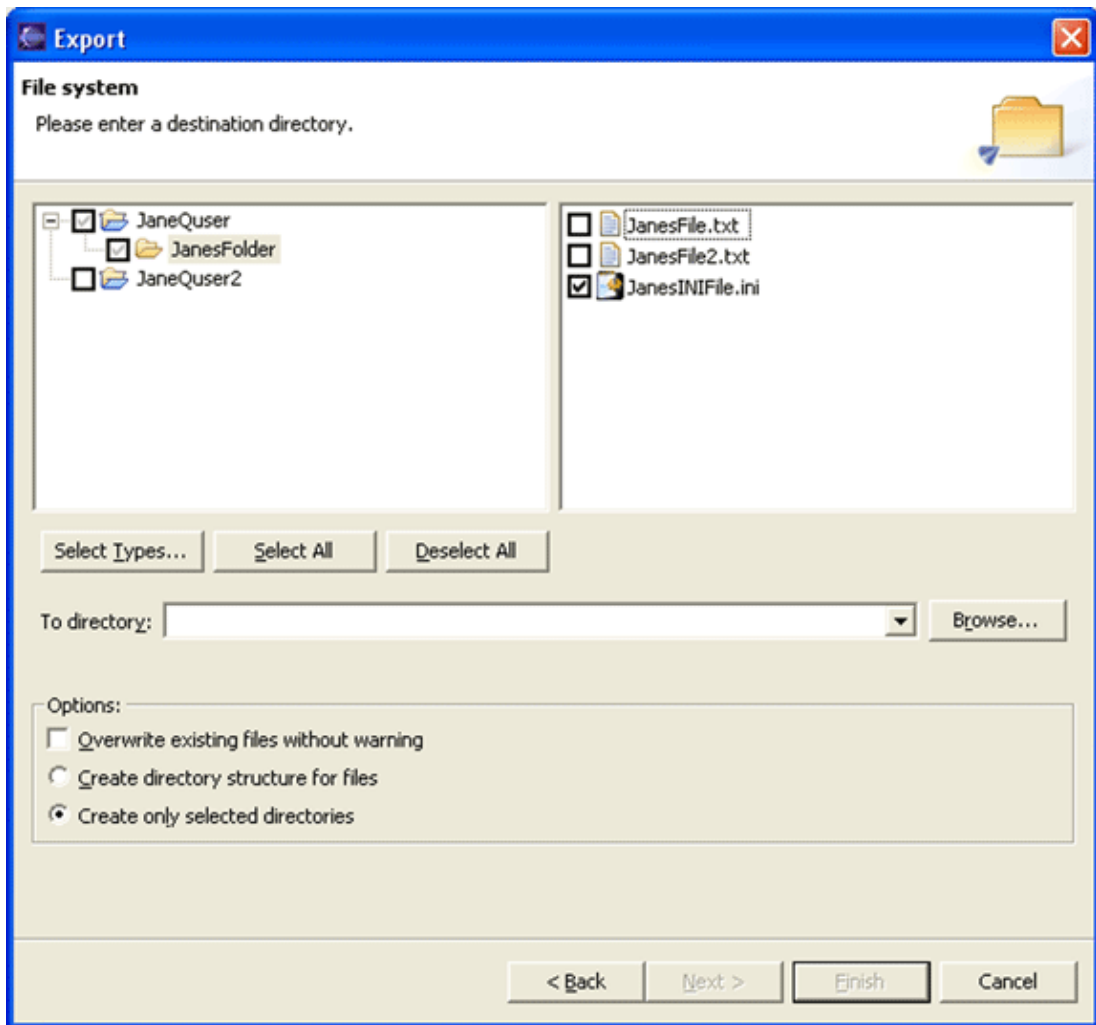 Export
File system
Please enter a destination directory.
JaneQuser
JanesFolder
JaneQuser2
JanesFile.txt
JanesFile2.txt
JanesINIFile.ini
Select Types...
Select All
Deselect All
To directory:
Browse...
Options:
Overwrite existing files without warning
Create directory structure for files
Create only selected directories
< Back
Next >
Finish
Cancel